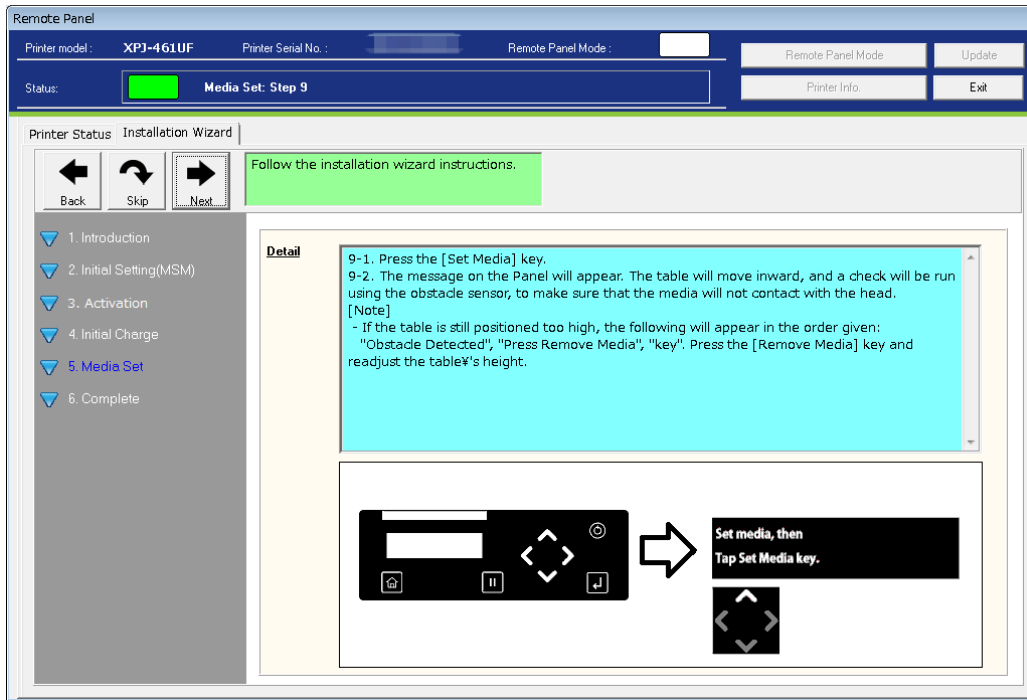 Remote Panel
Printer model :
XPJ-461UF
Printer Serial No. :
Remote Panel Mode :
Remote Panel Mode
Update
Status:
Media Set: Step 9
Printer Info.
Exit
Printer Status
Installation Wizard
Back
Skip
Next
Follow the installation wizard instructions.
1. Introduction
2. Initial Setting(MSM)
3. Activation
4. Initial Charge
5. Media Set
6. Complete
Detail
9-1. Press the [Set Media] key.
9-2. The message on the Panel will appear. The table will move inward, and a check will be run
using the obstacle sensor, to make sure that the media will not contact with the head.
[Note]
- If the table is still positioned too high, the following will appear in the order given:
"Obstacle Detected", "Press Remove Media", "key". Press the [Remove Media] key and
readjust the table¥'s height.
Set media, then
Tap Set Media key.